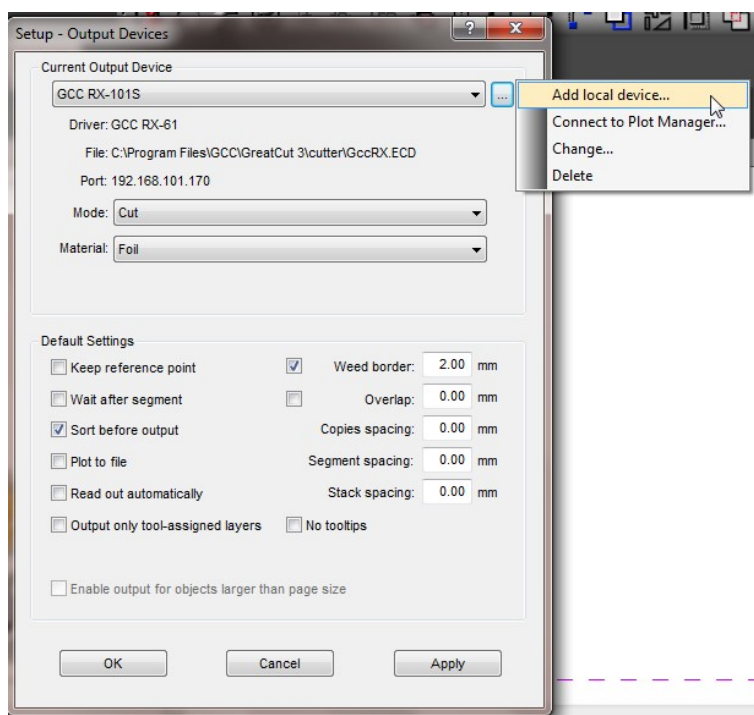 Setup - Output Devices
?
X
Current Output Device
GCC RX-101S
...
Add local device...
Connect to Plot Manager...
Change...
Delete
Driver: GCC RX-61
File: C:\Program Files\GCC\GreatCut 3\cutter\GccRX.ECD
Port: 192.168.101.170
Mode: Cut
Material: Foil
Default Settings
Keep reference point
Weed border: 2.00 mm
Wait after segment
Overlap: 0.00 mm
Sort before output
Copies spacing: 0.00 mm
Plot to file
Segment spacing: 0.00 mm
Read out automatically
Stack spacing: 0.00 mm
Output only tool-assigned layers
No tooltips
Enable output for objects larger than page size
OK
Cancel
Apply